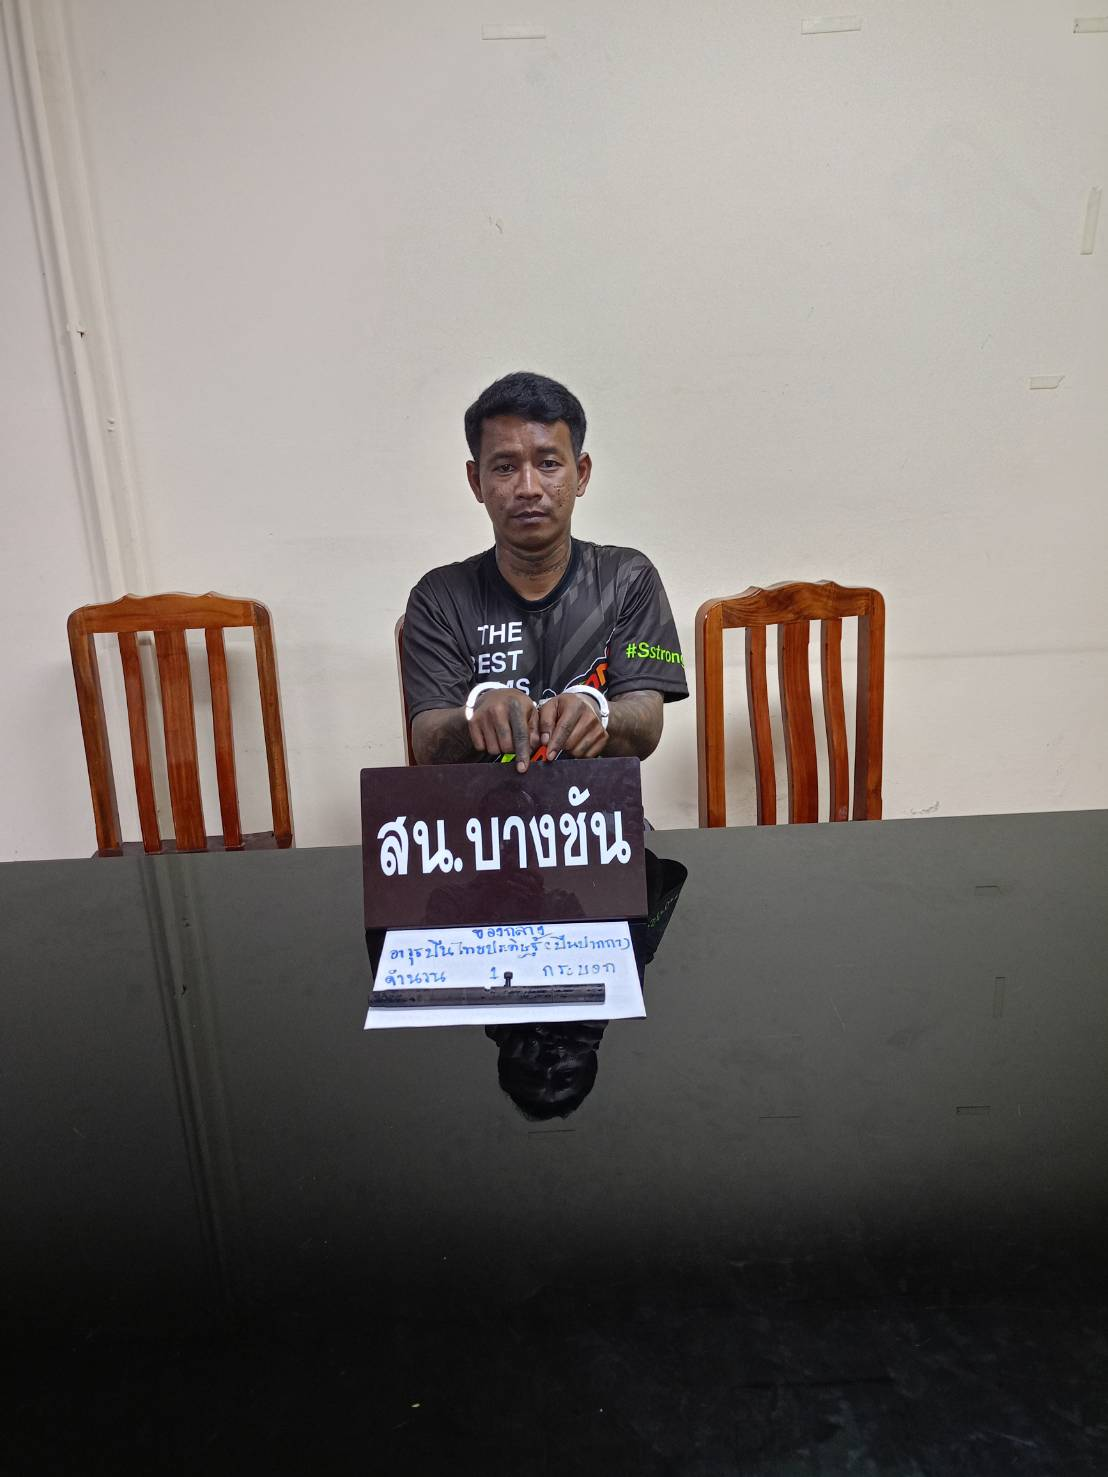 THE
BEST
#Sstrong
สน.บางชัน
ของกลาง
อาวุธปืนไทยประดิษฐ์ (ปืนปากกา)
จำนวน 1 กระบอก